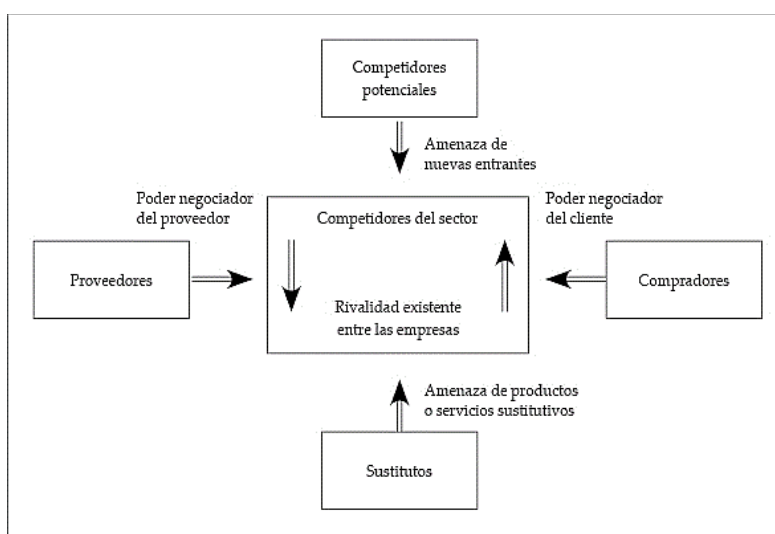 Competidores
potenciales
Amenaza de
nuevas entrantes
Poder negociador
del proveedor
Competidores del sector
Poder negociador
del cliente
Proveedores
Compradores
Rivalidad existente
entre las empresas
Amenaza de productos
o servicios sustitutivos
Sustitutos